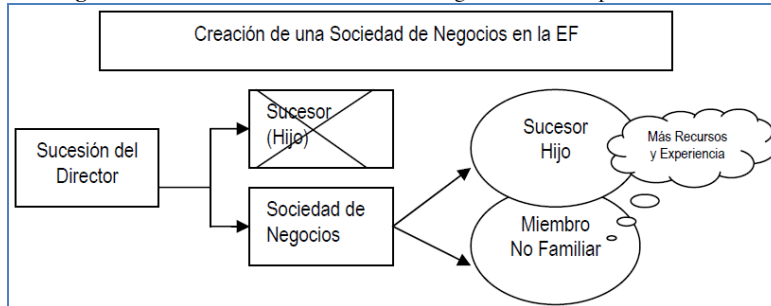 Creación de una Sociedad de Negocios en la EF
Sucesor
(Hijo)
Sucesión del
Director
Sociedad de
Negocios
Sucesor
Hijo
Más Recursos
y Experiencia
Miembro
No Familiar